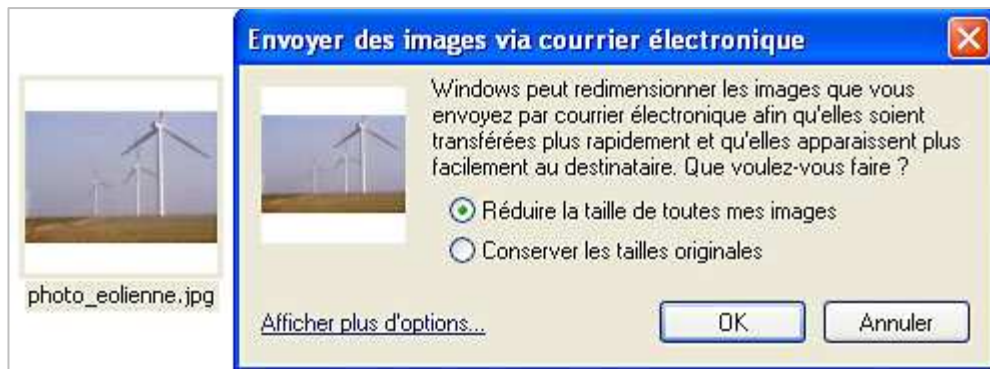 Envoyer des images via courrier électronique
Windows peut redimensionner les images que vous
envoyez par courrier électronique afin qu'elles soient
transférées plus rapidement et qu'elles apparaissent plus
facilement au destinataire. Que voulez-vous faire ?
Réduire la taille de toutes mes images
Conserver les tailles originales
photo_eolienne.jpg
Afficher plus d'options...
OK
Annuler